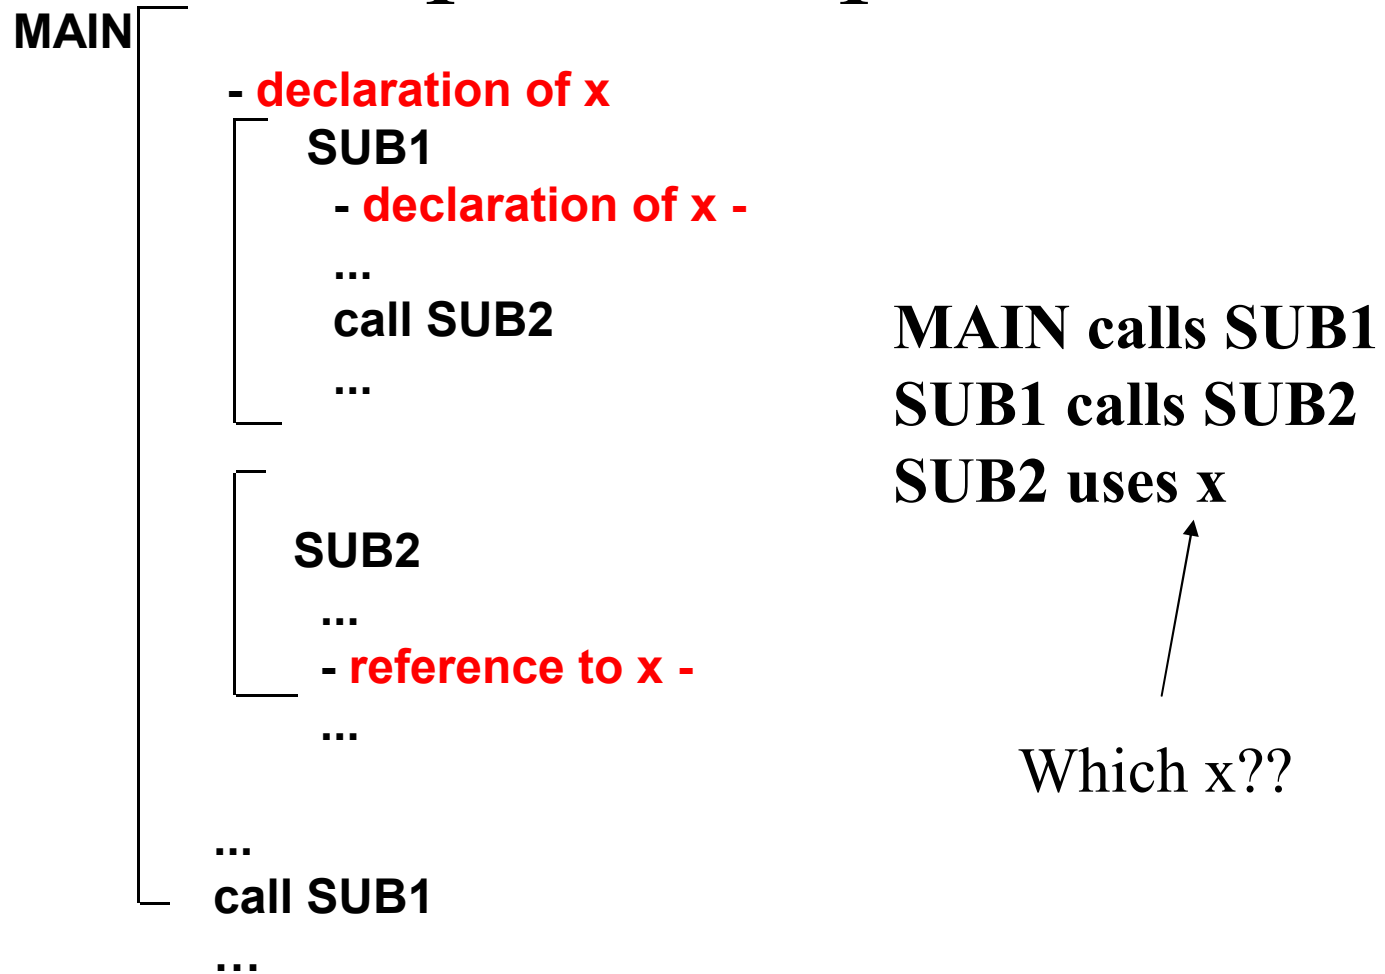 MAIN
- declaration of x
SUB1
- declaration of x -
...
call SUB2
...
MAIN calls SUB1
SUB1 calls SUB2
SUB2 uses x
SUB2
...
- reference to x -
...
Which x??
...
call SUB1
...